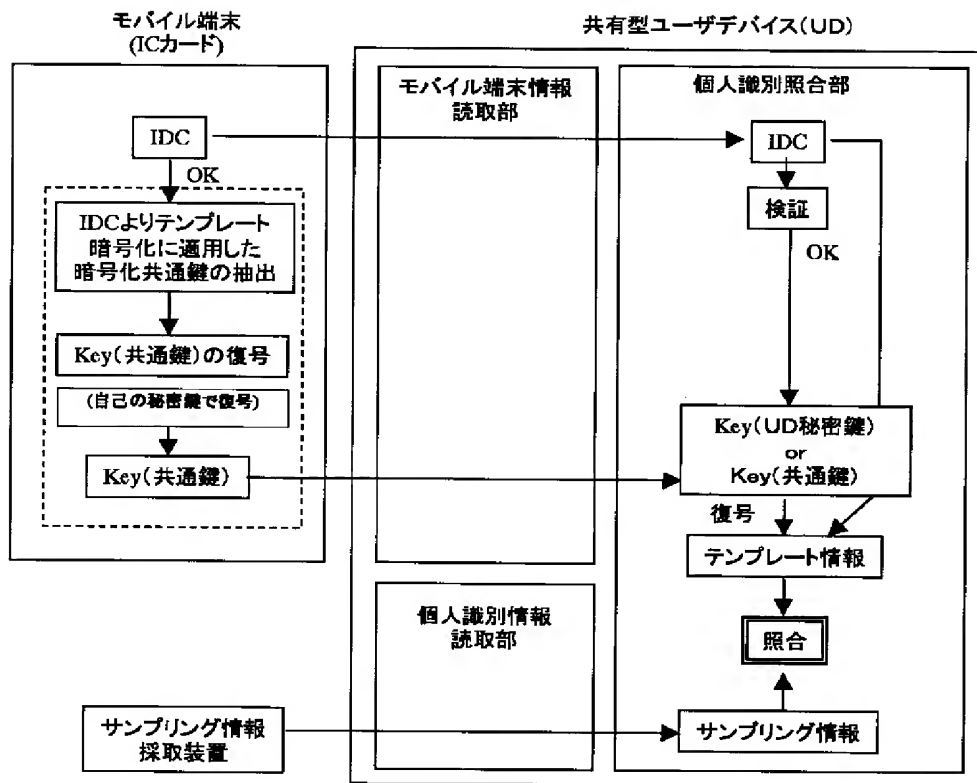 モバイル端末
(ICカード)
IDC
OK
IDCよりテンプレート
暗号化に適用した
暗号化共通鍵の抽出
Key(共通鍵)の復号
(自己の秘密鍵で復号)
Key(共通鍵)
サンプリング情報
採取装置
共有型ユーザデバイス(UD)
モバイル端末情報
読取部
個人識別情報
読取部
個人識別照合部
IDC
検証
OK
Key(UD秘密鍵)
or
Key(共通鍵)
復号
テンプレート情報
照合
サンプリング情報